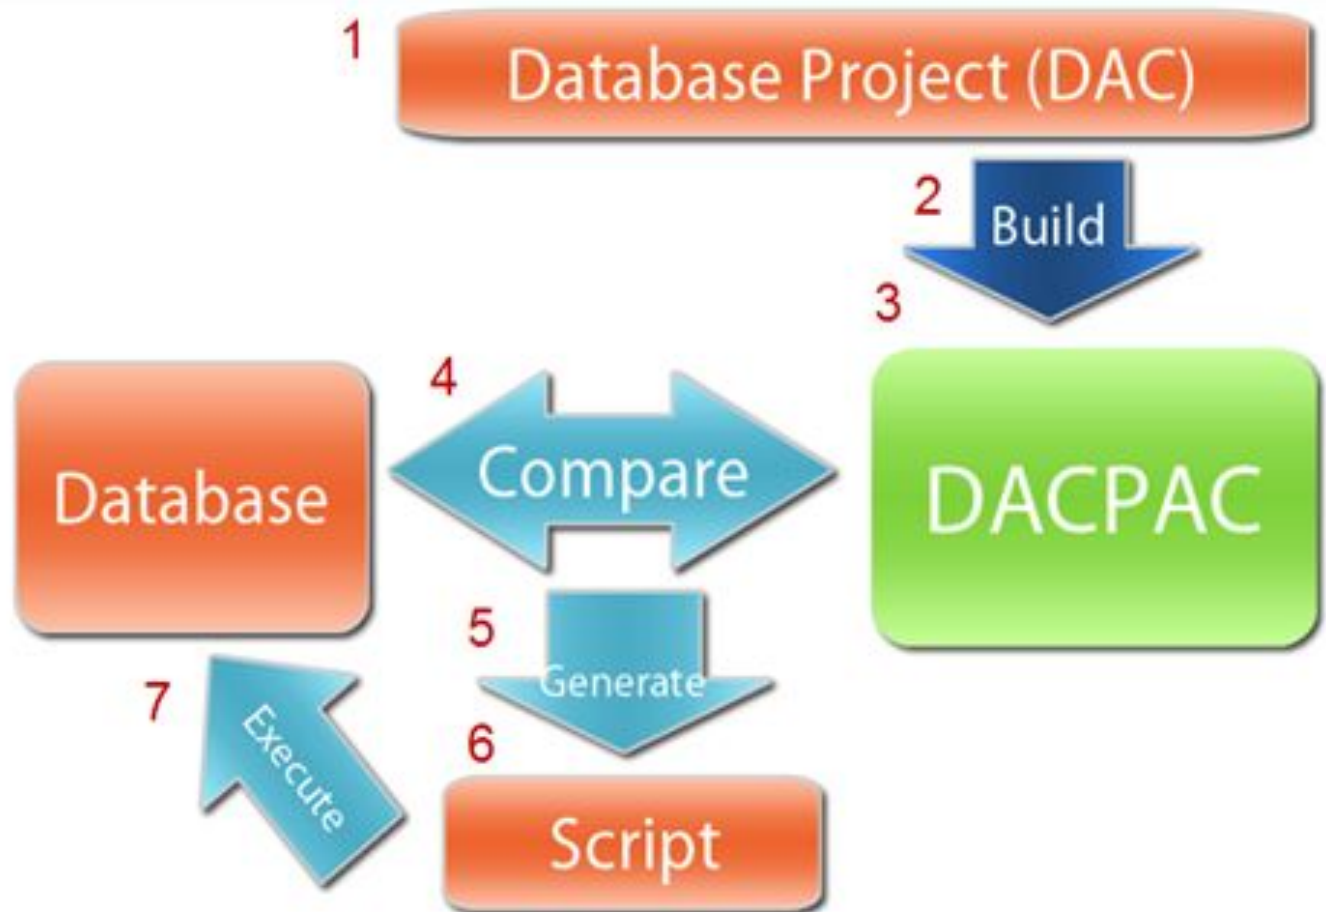 1
Database Project (DAC)
2
Build
3
4
Database
Compare
DACPAC
5
Generate
7
Execute
6
Script